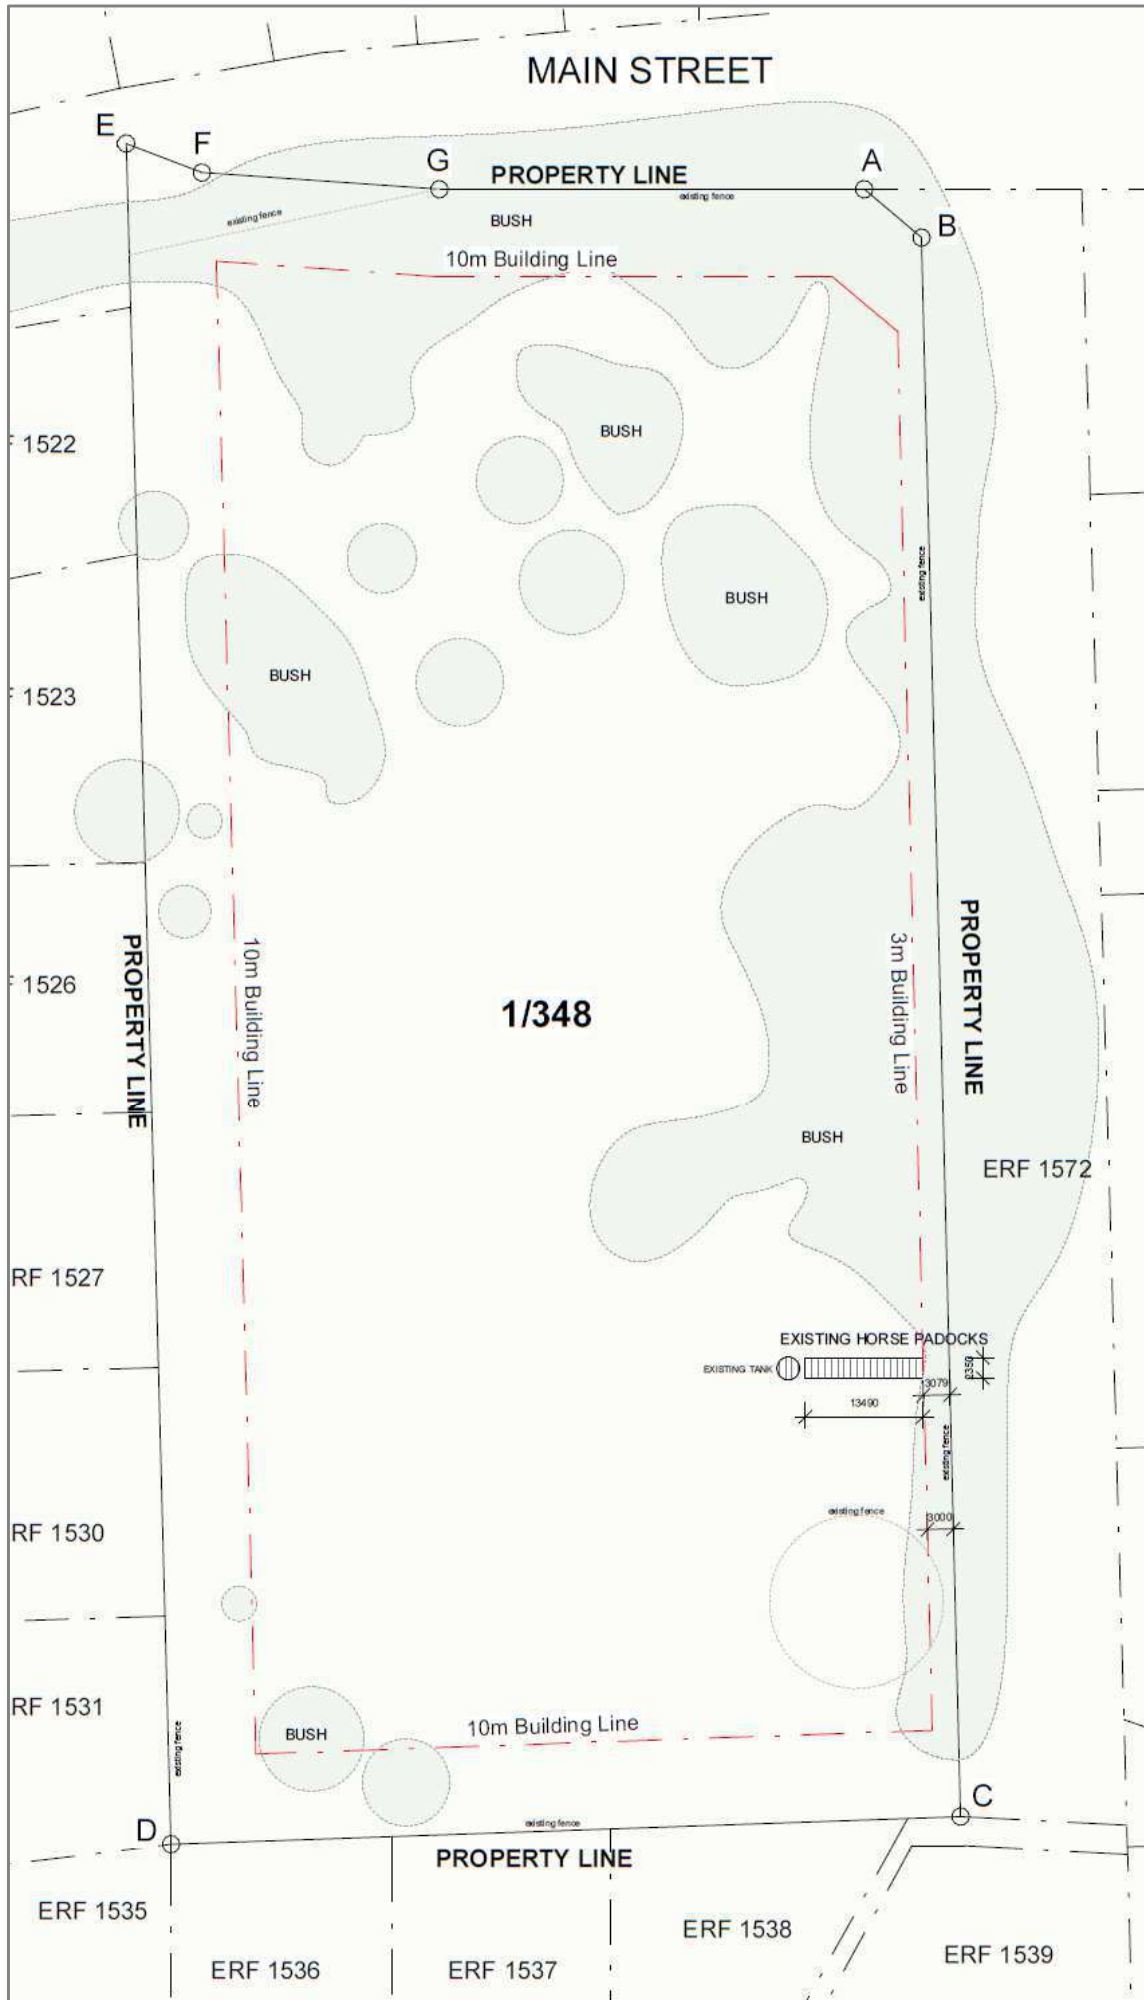 MAIN STREET
E
F
G
PROPERTY LINE
A
existing fence
existing fence
BUSH
B
10m Building Line
BUSH
1522
existing fence
BUSH
BUSH
1523
PROPERTY LINE
10m Building Line
3m Building Line
PROPERTY LINE
1526
1/348
BUSH
ERF 1572
RF 1527
EXISTING HORSE PADOCKS
EXISTING TANK
3079
13490
existing fence
existing fence
3000
RF 1530
RF 1531
BUSH
10m Building Line
existing fence
C
D
existing fence
PROPERTY LINE
ERF 1535
ERF 1538
ERF 1539
ERF 1536
ERF 1537